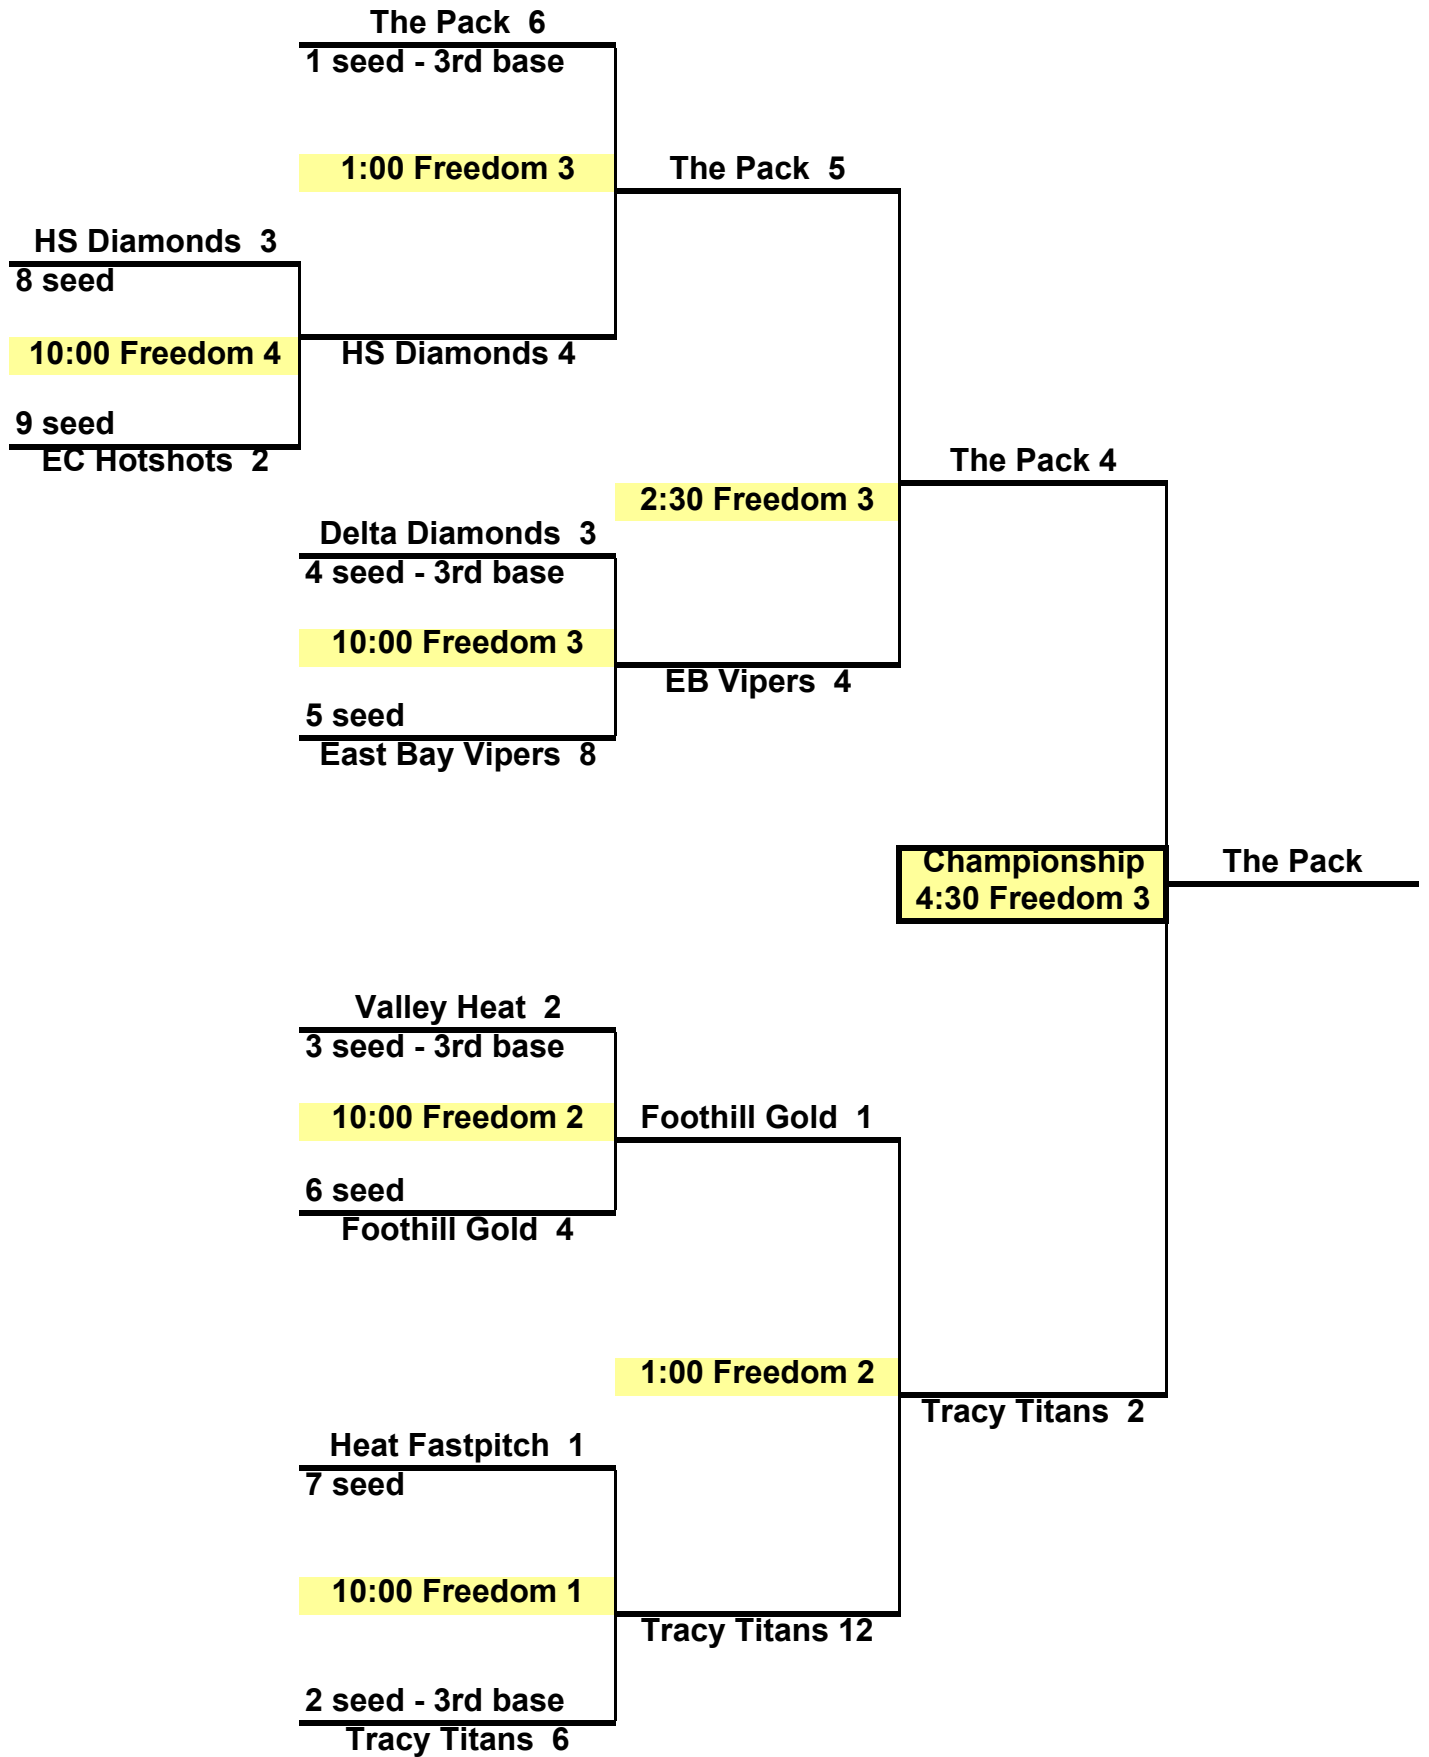 The Pack  6
1 seed - 3rd base
1:00 Freedom 3
The Pack  5
HS Diamonds  3
8 seed
10:00 Freedom 4
HS Diamonds 4
9 seed
EC Hotshots  2
The Pack 4
2:30 Freedom 3
Delta Diamonds  3
4 seed - 3rd base
10:00 Freedom 3
EB Vipers  4
5 seed
East Bay Vipers  8
Championship
4:30 Freedom 3
The Pack
Valley Heat  2
3 seed - 3rd base
10:00 Freedom 2
Foothill Gold  1
6 seed
Foothill Gold  4
1:00 Freedom 2
Tracy Titans  2
Heat Fastpitch  1
7 seed
10:00 Freedom 1
Tracy Titans 12
2 seed - 3rd base
Tracy Titans  6